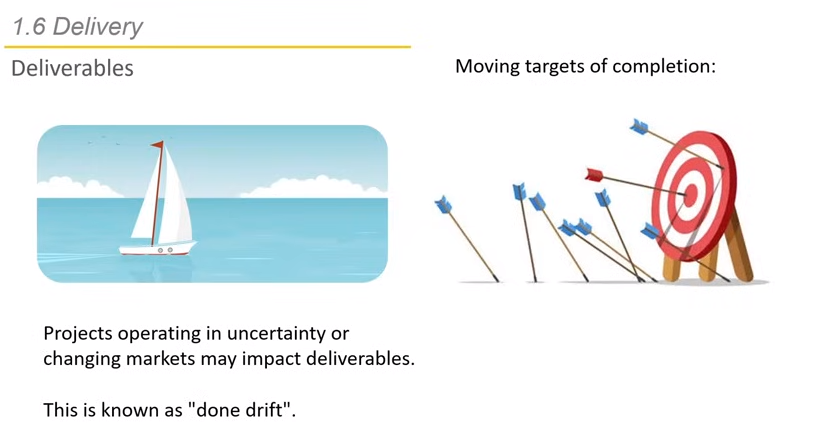 1.6 Delivery
Deliverables
Moving targets of completion:
Projects operating in uncertainty or
changing markets may impact deliverables.
This is known as "done drift".